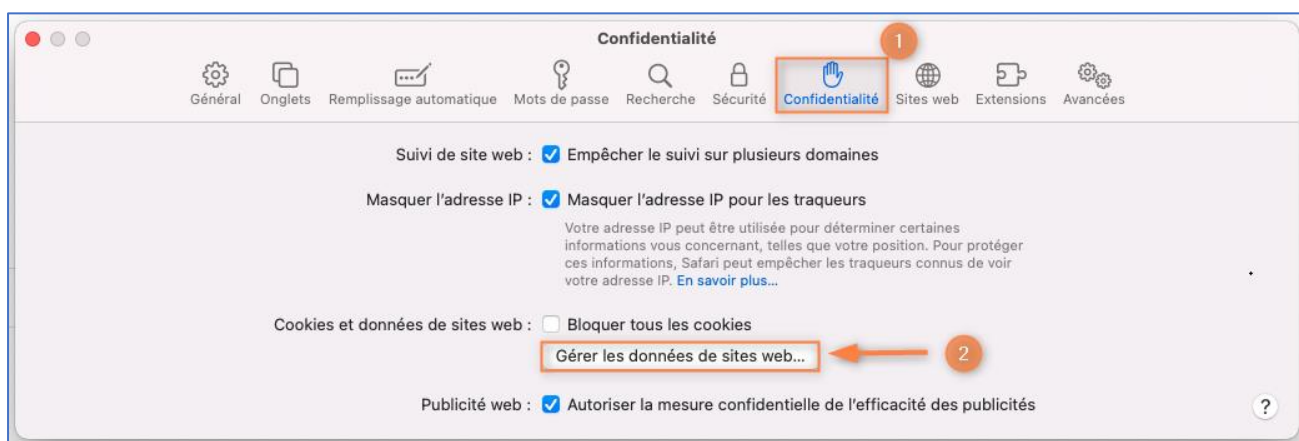 Confidentialité
1
Général Onglets Remplissage automatique Mots de passe Recherche Sécurité Confidentialité Sites web Extensions Avancées
Suivi de site web : Empêcher le suivi sur plusieurs domaines
Masquer l'adresse IP : Masquer l'adresse IP pour les traqueurs
Votre adresse IP peut être utilisée pour déterminer certaines
informations vous concernant, telles que votre position. Pour protéger
ces informations, Safari peut empêcher les traqueurs connus de voir
votre adresse IP. En savoir plus...
Cookies et données de sites web : Bloquer tous les cookies
Gérer les données de sites web... 2
Publicité web : Autoriser la mesure confidentielle de l'efficacité des publicités ?